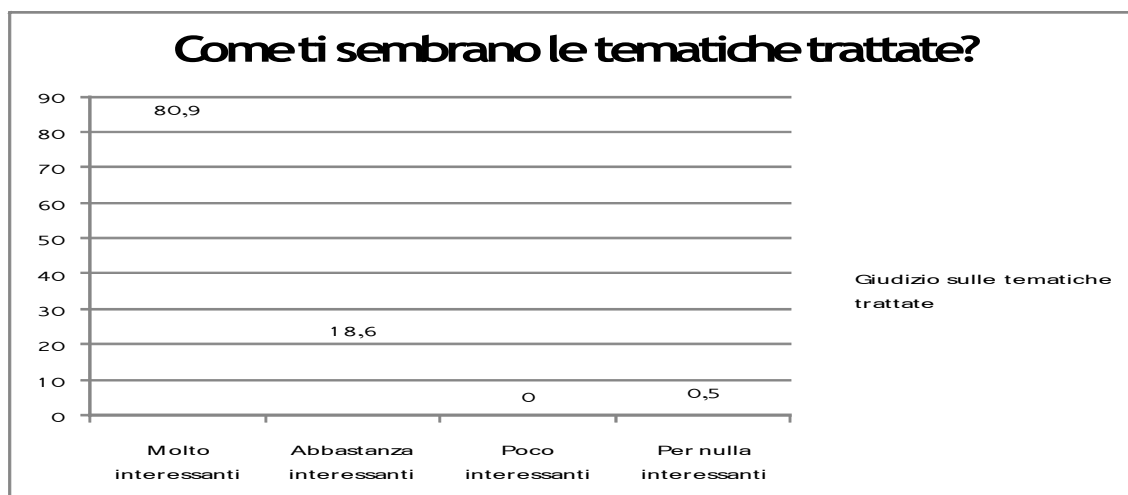 Come ti sembrano le tematiche trattate?
90
80,9
80
70
60
50
40
30
20
10
0
18,6
0
0,5
Giudizio sulle tematiche
trattate
Molto
interessanti
Abbastanza
interessanti
Poco
interessanti
Per nulla
interessanti